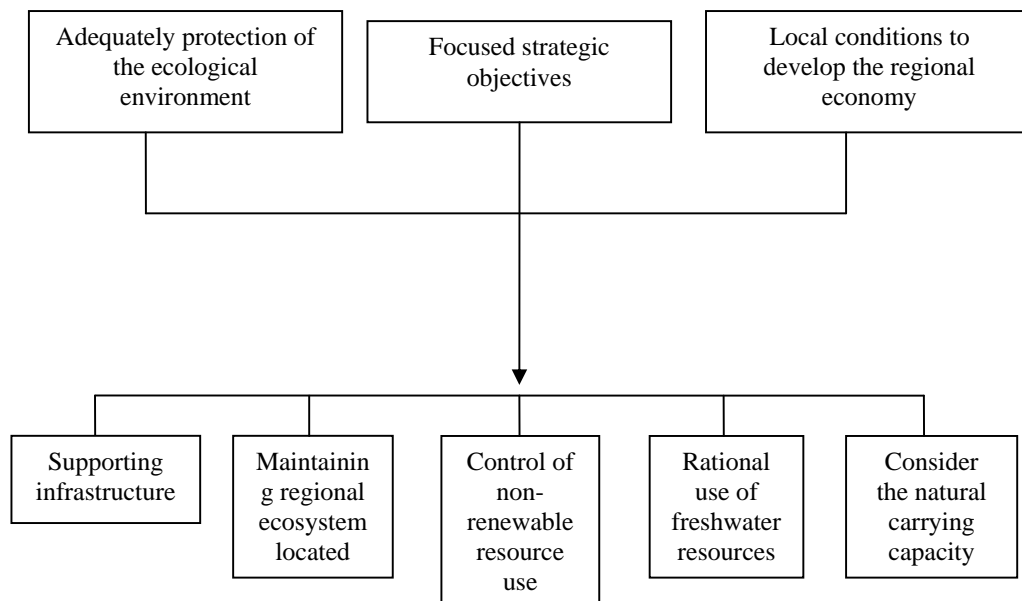 Adequately protection of
the ecological
environment
Focused strategic
objectives
Local conditions to
develop the regional
economy
Supporting
infrastructure
Maintainin
g regional
ecosystem
located
Control of
non-
renewable
resource
use
Rational
use of
freshwater
resources
Consider
the natural
carrying
capacity